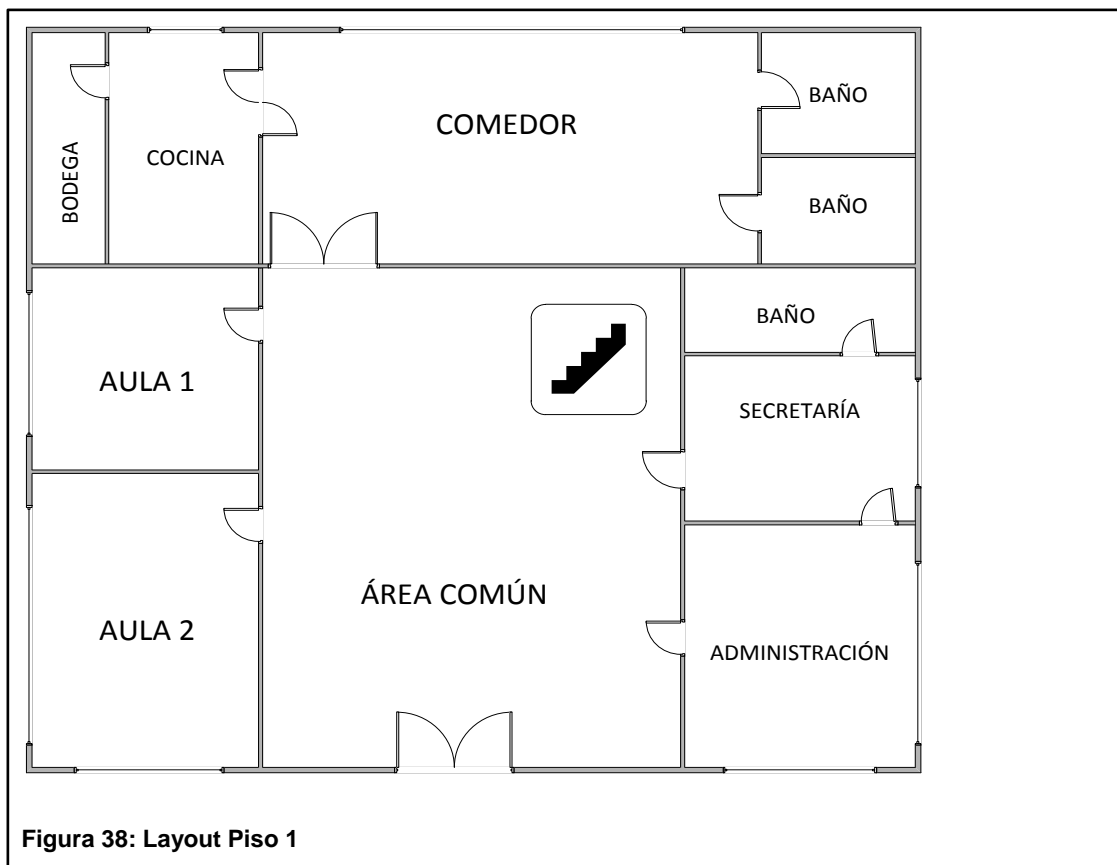 BODEGA
COCINA
COMEDOR
BAÑO
BAÑO
AULA 1
BAÑO
SECRETARÍA
AULA 2
ÁREA COMÚN
ADMINISTRACIÓN
Figura 38: Layout Piso 1